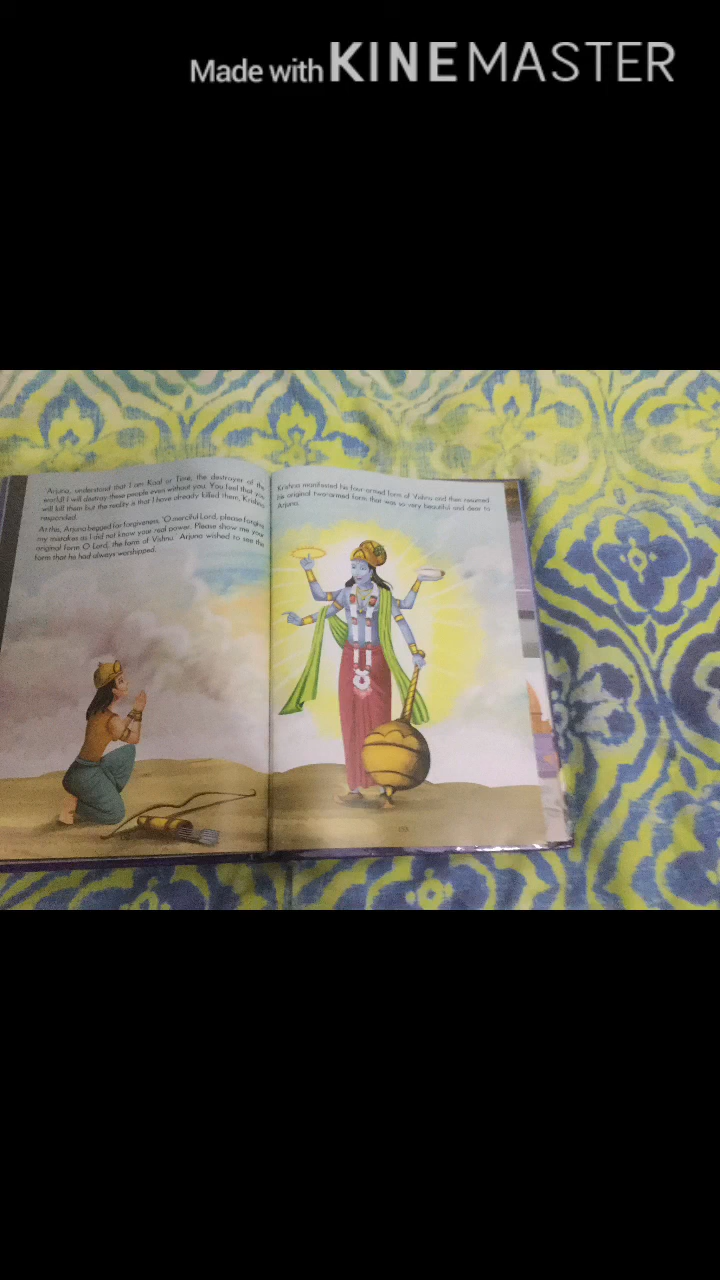 Made with KINEMASTER
'Arjuna, understood that I am Kaal or Time, the destroyer of the
world! I will destroy these people even without you. You feel that you
will kill them but the reality is that I have already killed them,' Krishna
responded.
At this, Arjuna begged for forgiveness. 'O merciful Lord, please forgive
my mistakes as I did not know your real power. Please show me your
original form O Lord, the form of Vishnu.' Arjuna wished to see the
form that he had always worshipped.
Krishna manifested his four-armed form of Vishnu and then resumed
his original two-armed form that was so very beautiful and dear to
Arjuna.